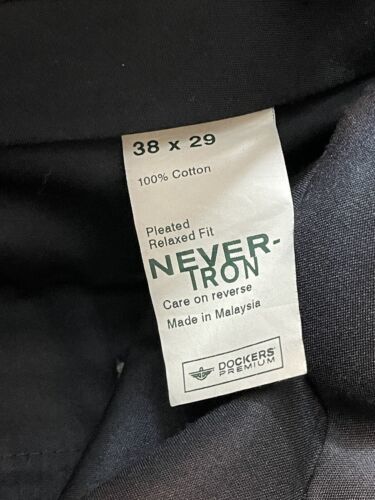 38 x 29
100% Cotton
Pleated
Relaxed Fit
NEVER-
IRON
Care on reverse
Made in Malaysia
DOCKERS®
PREMIUM